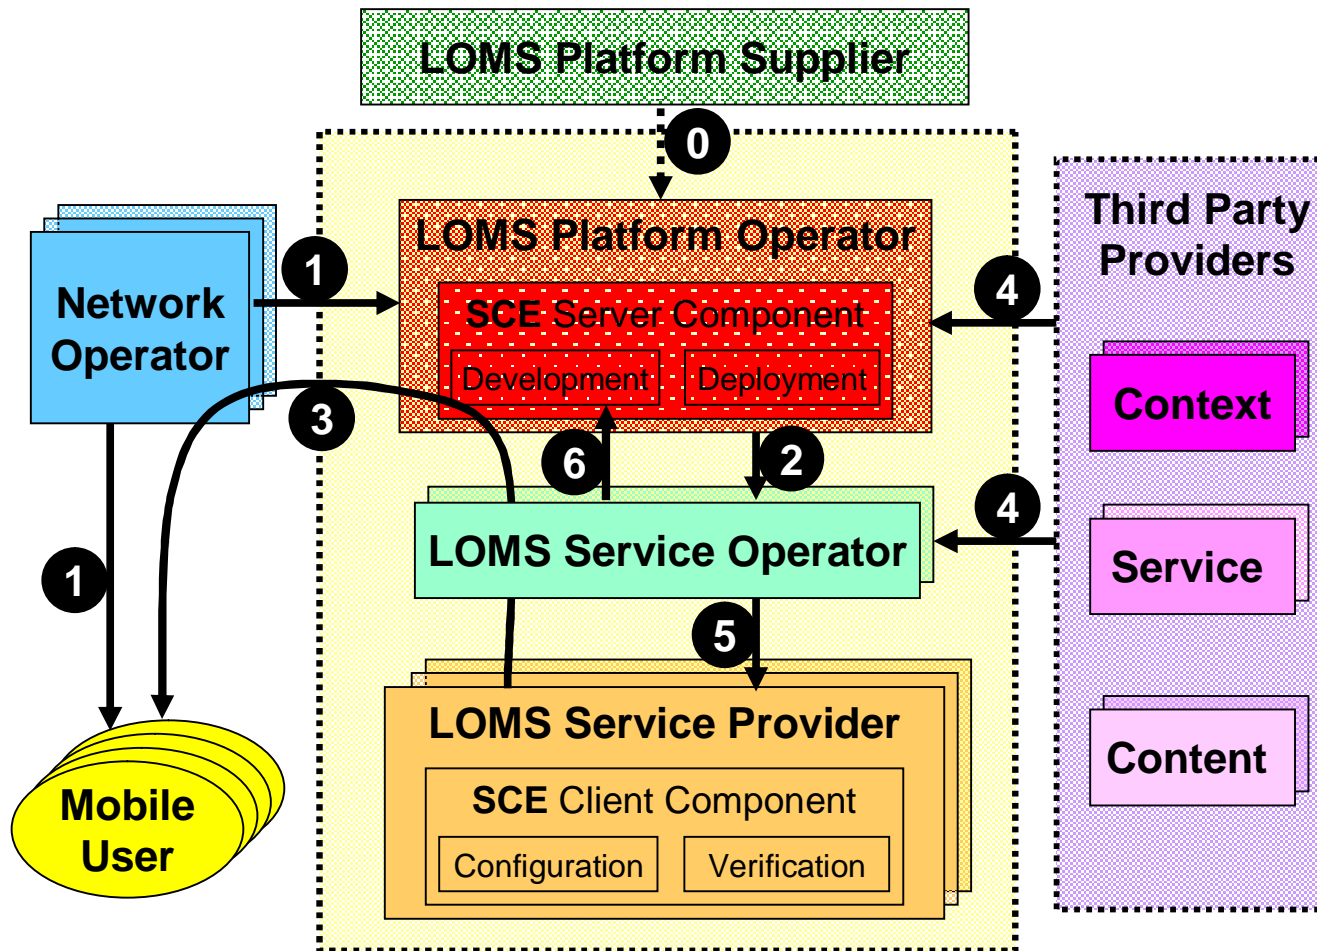 LOMS Platform Supplier
0
LOMS Platform Operator
SCE Server Component
Development
Deployment
1
Network
Operator
3
1
Mobile
User
6
2
LOMS Service Operator
5
LOMS Service Provider
SCE Client Component
Configuration
Verification
4
4
Third Party
Providers
Context
Service
Content